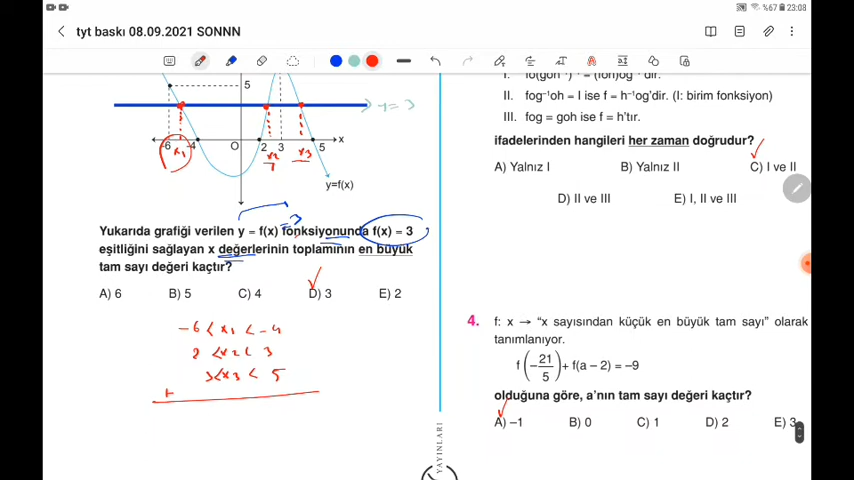 %67 23:08
tyt baskı 08.09.2021 SONNN
5
y = 3
-6 x1 -4 O 2 x2 3 x3 5 x
y=f(x)
Yukarıda grafiği verilen y = f(x) fonksiyonunda f(x) = 3
=3
eşitliğini sağlayan x değerlerinin toplamının en büyük
tam sayı değeri kaçtır?
A) 6 B) 5 C) 4 D) 3 E) 2
-6 < x1 < -4
2 < x2 < 3
3 < x3 < 5
+
II. fog⁻¹oh = I ise f = h⁻¹og'dir. (I: birim fonksiyon)
III. fog = goh ise f = h'tır.
ifadelerinden hangileri her zaman doğrudur?
A) Yalnız I B) Yalnız II C) I ve II
D) II ve III E) I, II ve III
4. f: x → "x sayısından küçük en büyük tam sayı" olarak
tanımlanıyor.
f(-21/5) + f(a – 2) = –9
olduğuna göre, a'nın tam sayı değeri kaçtır?
A) –1 B) 0 C) 1 D) 2 E) 3
YAYINLARI